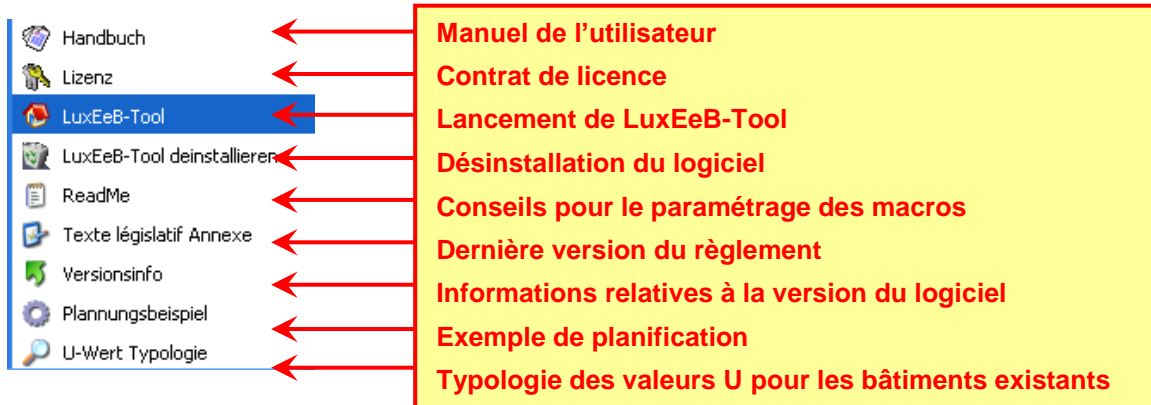 Handbuch
Manuel de l’utilisateur
Lizenz
Contrat de licence
LuxEeB-Tool
Lancement de LuxEeB-Tool
LuxEeB-Tool deinstallieren
Désinstallation du logiciel
ReadMe
Conseils pour le paramétrage des macros
Texte législatif Annexe
Dernière version du règlement
Versionsinfo
Informations relatives à la version du logiciel
Plannungsbeispiel
Exemple de planification
U-Wert Typologie
Typologie des valeurs U pour les bâtiments existants